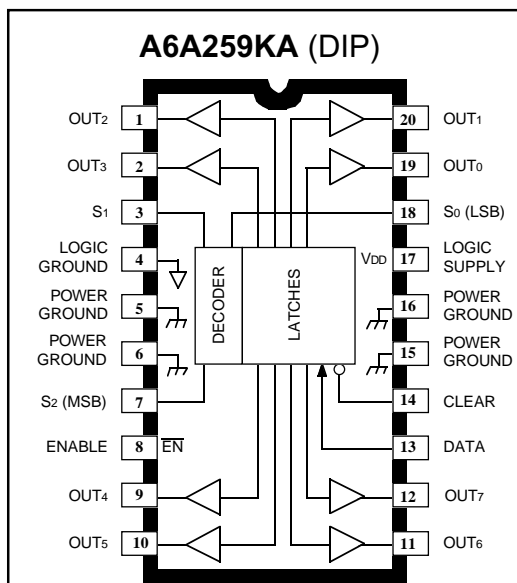 A6A259KA (DIP)
OUT2 1
20 OUT1
OUT3 2
19 OUT0
S1 3
18 S0 (LSB)
LOGIC GROUND 4
VDD 17 LOGIC SUPPLY
POWER GROUND 5
16 POWER GROUND
POWER GROUND 6
15 POWER GROUND
DECODER
LATCHES
S2 (MSB) 7
14 CLEAR
ENABLE 8 EN
13 DATA
OUT4 9
12 OUT7
OUT5 10
11 OUT6